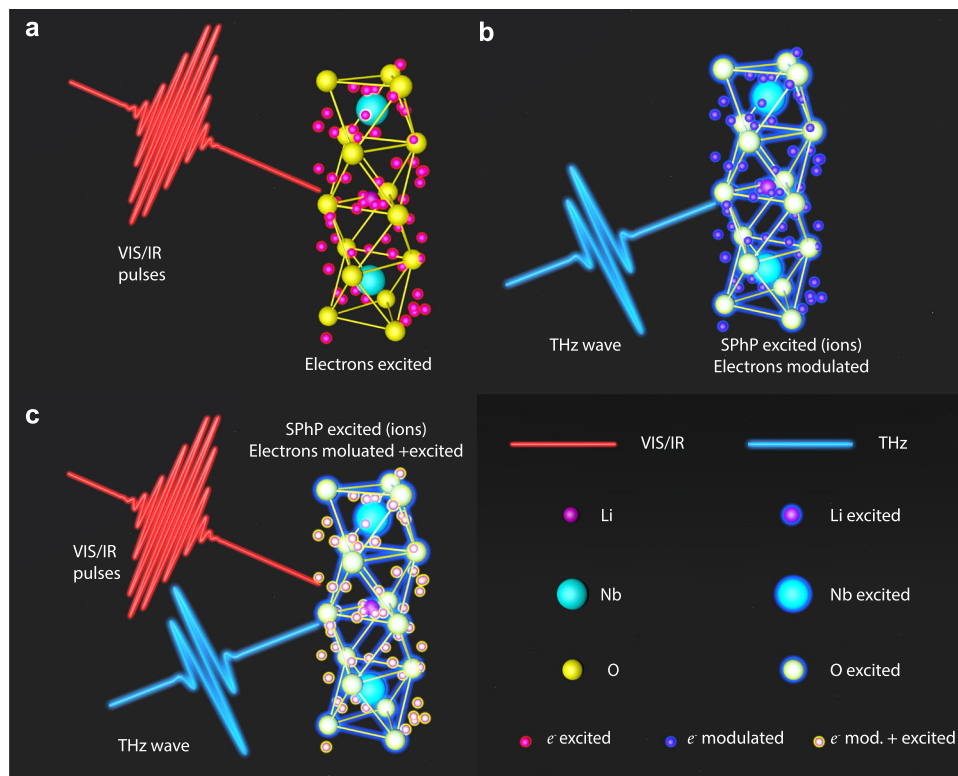 a
VIS/IR
pulses
Electrons excited
b
THz wave
SPhP excited (ions)
Electrons modulated
c
SPhP excited (ions)
Electrons moluated +excited
VIS/IR
pulses
THz wave
VIS/IR
THz
Li
Li excited
Nb
Nb excited
O
O excited
e- excited
e- modulated
e- mod. + excited